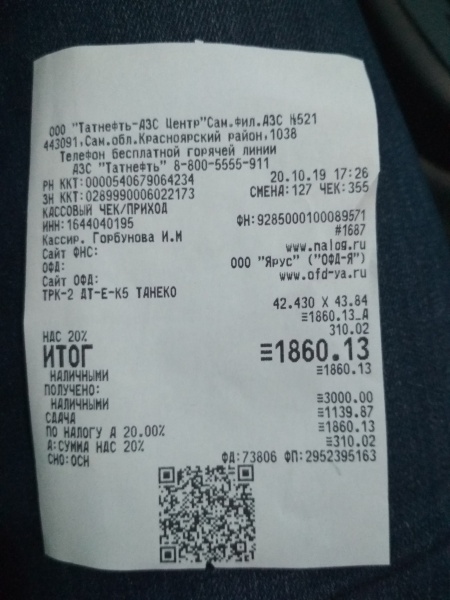 ООО "Татнефть-АЗС Центр"Сам.Фил.АЗС №521
443091,Сам.обл.Красноярский район,1038
Телефон бесплатной горячей линии
АЗС "Татнефть" 8-800-5555-911
РН ККТ:0000540679064234 20.10.19 17:26
ЗН ККТ:0289990006022173 СМЕНА:127 ЧЕК:355
КАССОВЫЙ ЧЕК/ПРИХОД
ИНН:1644040195 ФН:9285000100089571
Кассир. Горбунова И.М #1687
Сайт ФНС: www.nalog.ru
ОФД: ООО "Ярус" ("ОФД-Я")
Сайт ОФД: www.ofd-ya.ru
ТРК-2 ДТ-Е-К5 ТАНЕКО
42.430 X 43.84
≡1860.13_А
НДС 20% 310.02
ИТОГ ≡1860.13
НАЛИЧНЫМИ ≡1860.13
ПОЛУЧЕНО:
НАЛИЧНЫМИ ≡3000.00
СДАЧА ≡1139.87
ПО НАЛОГУ А 20.00% ≡1860.13
А:СУММА НДС 20% ≡310.02
СНО:ОСН ФД:73806 ФП:2952395163